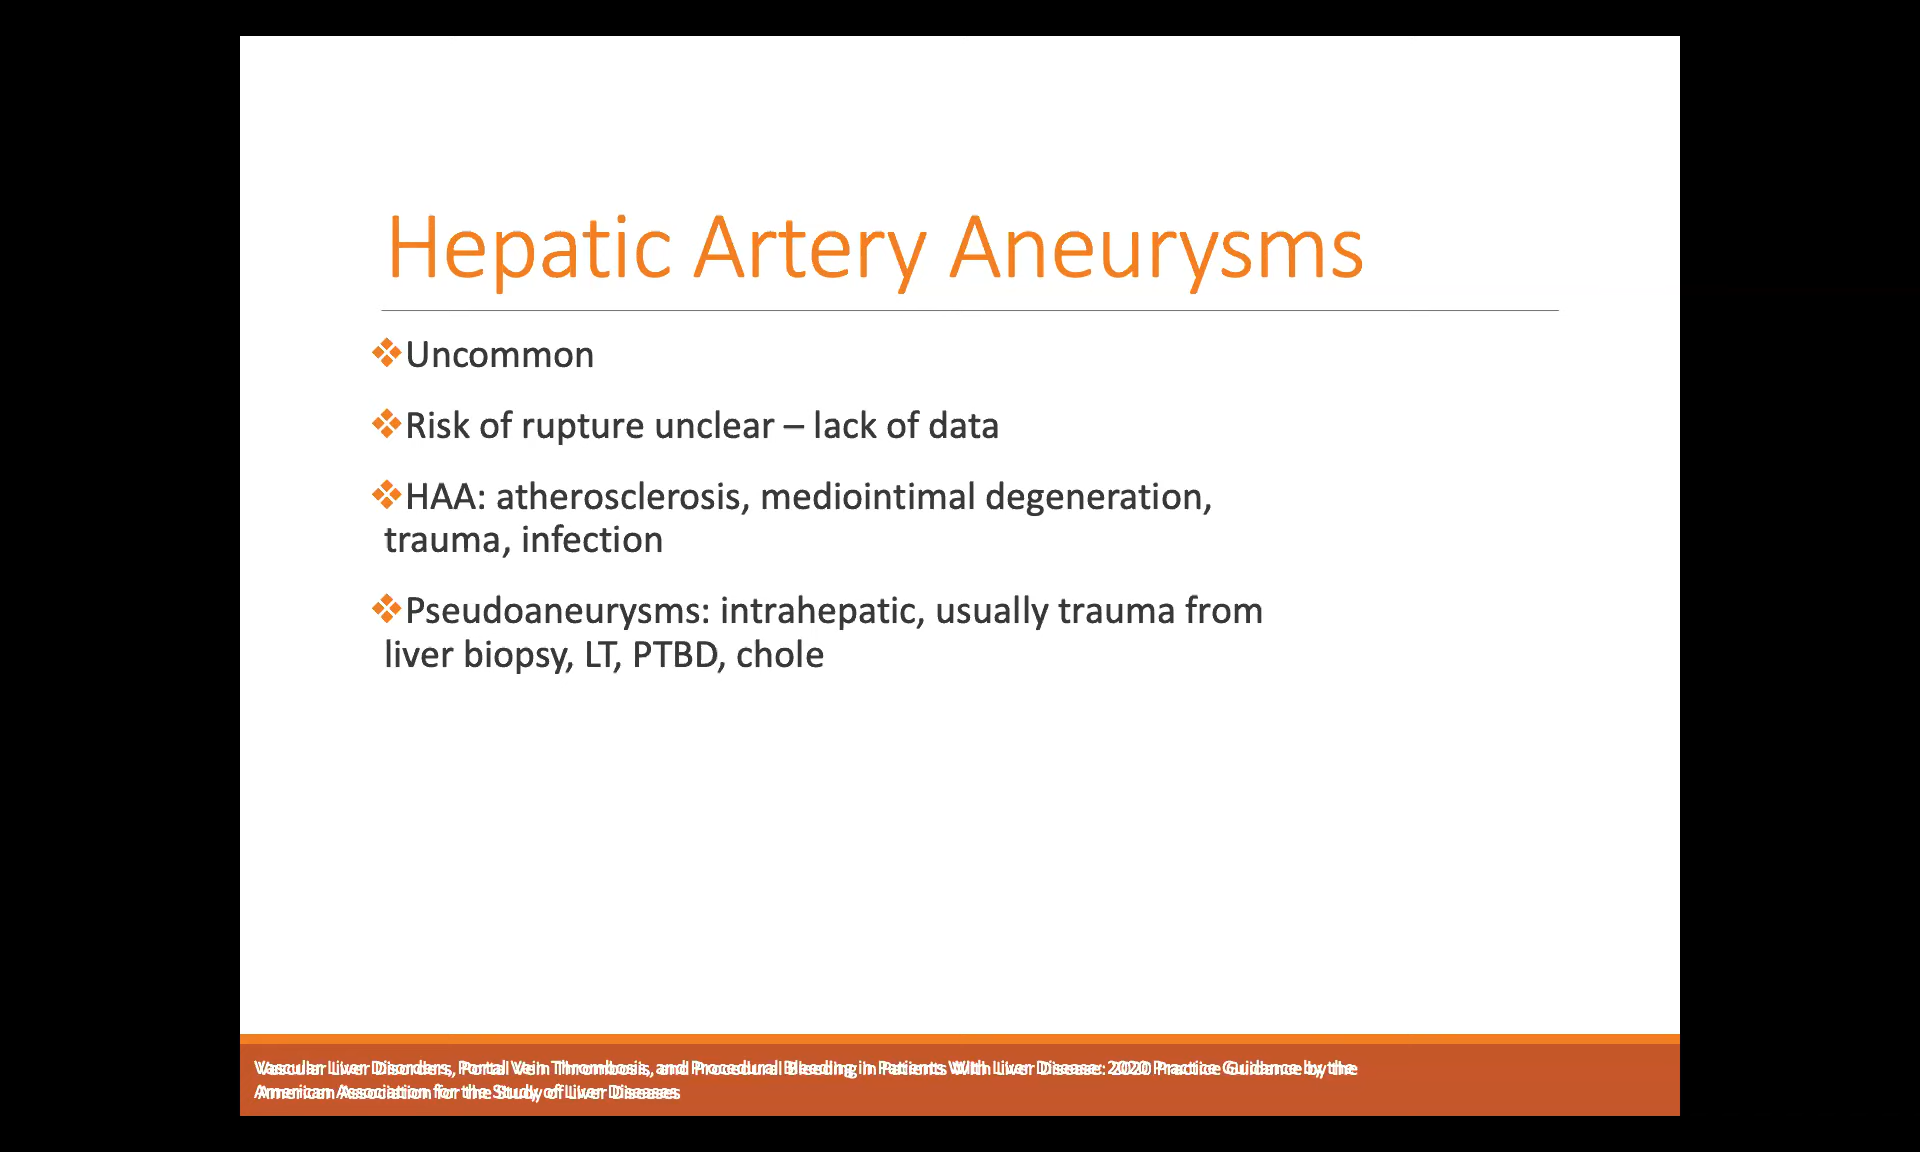 Hepatic Artery Aneurysms
❖Uncommon
❖Risk of rupture unclear – lack of data
❖HAA: atherosclerosis, mediointimal degeneration,
trauma, infection
❖Pseudoaneurysms: intrahepatic, usually trauma from
liver biopsy, LT, PTBD, chole
Vascular Liver Disorders, Portal Vein Thrombosis, and Procedural Bleeding in Patients With Liver Disease: 2020 Practice Guidance by the
American Association for the Study of Liver Diseases